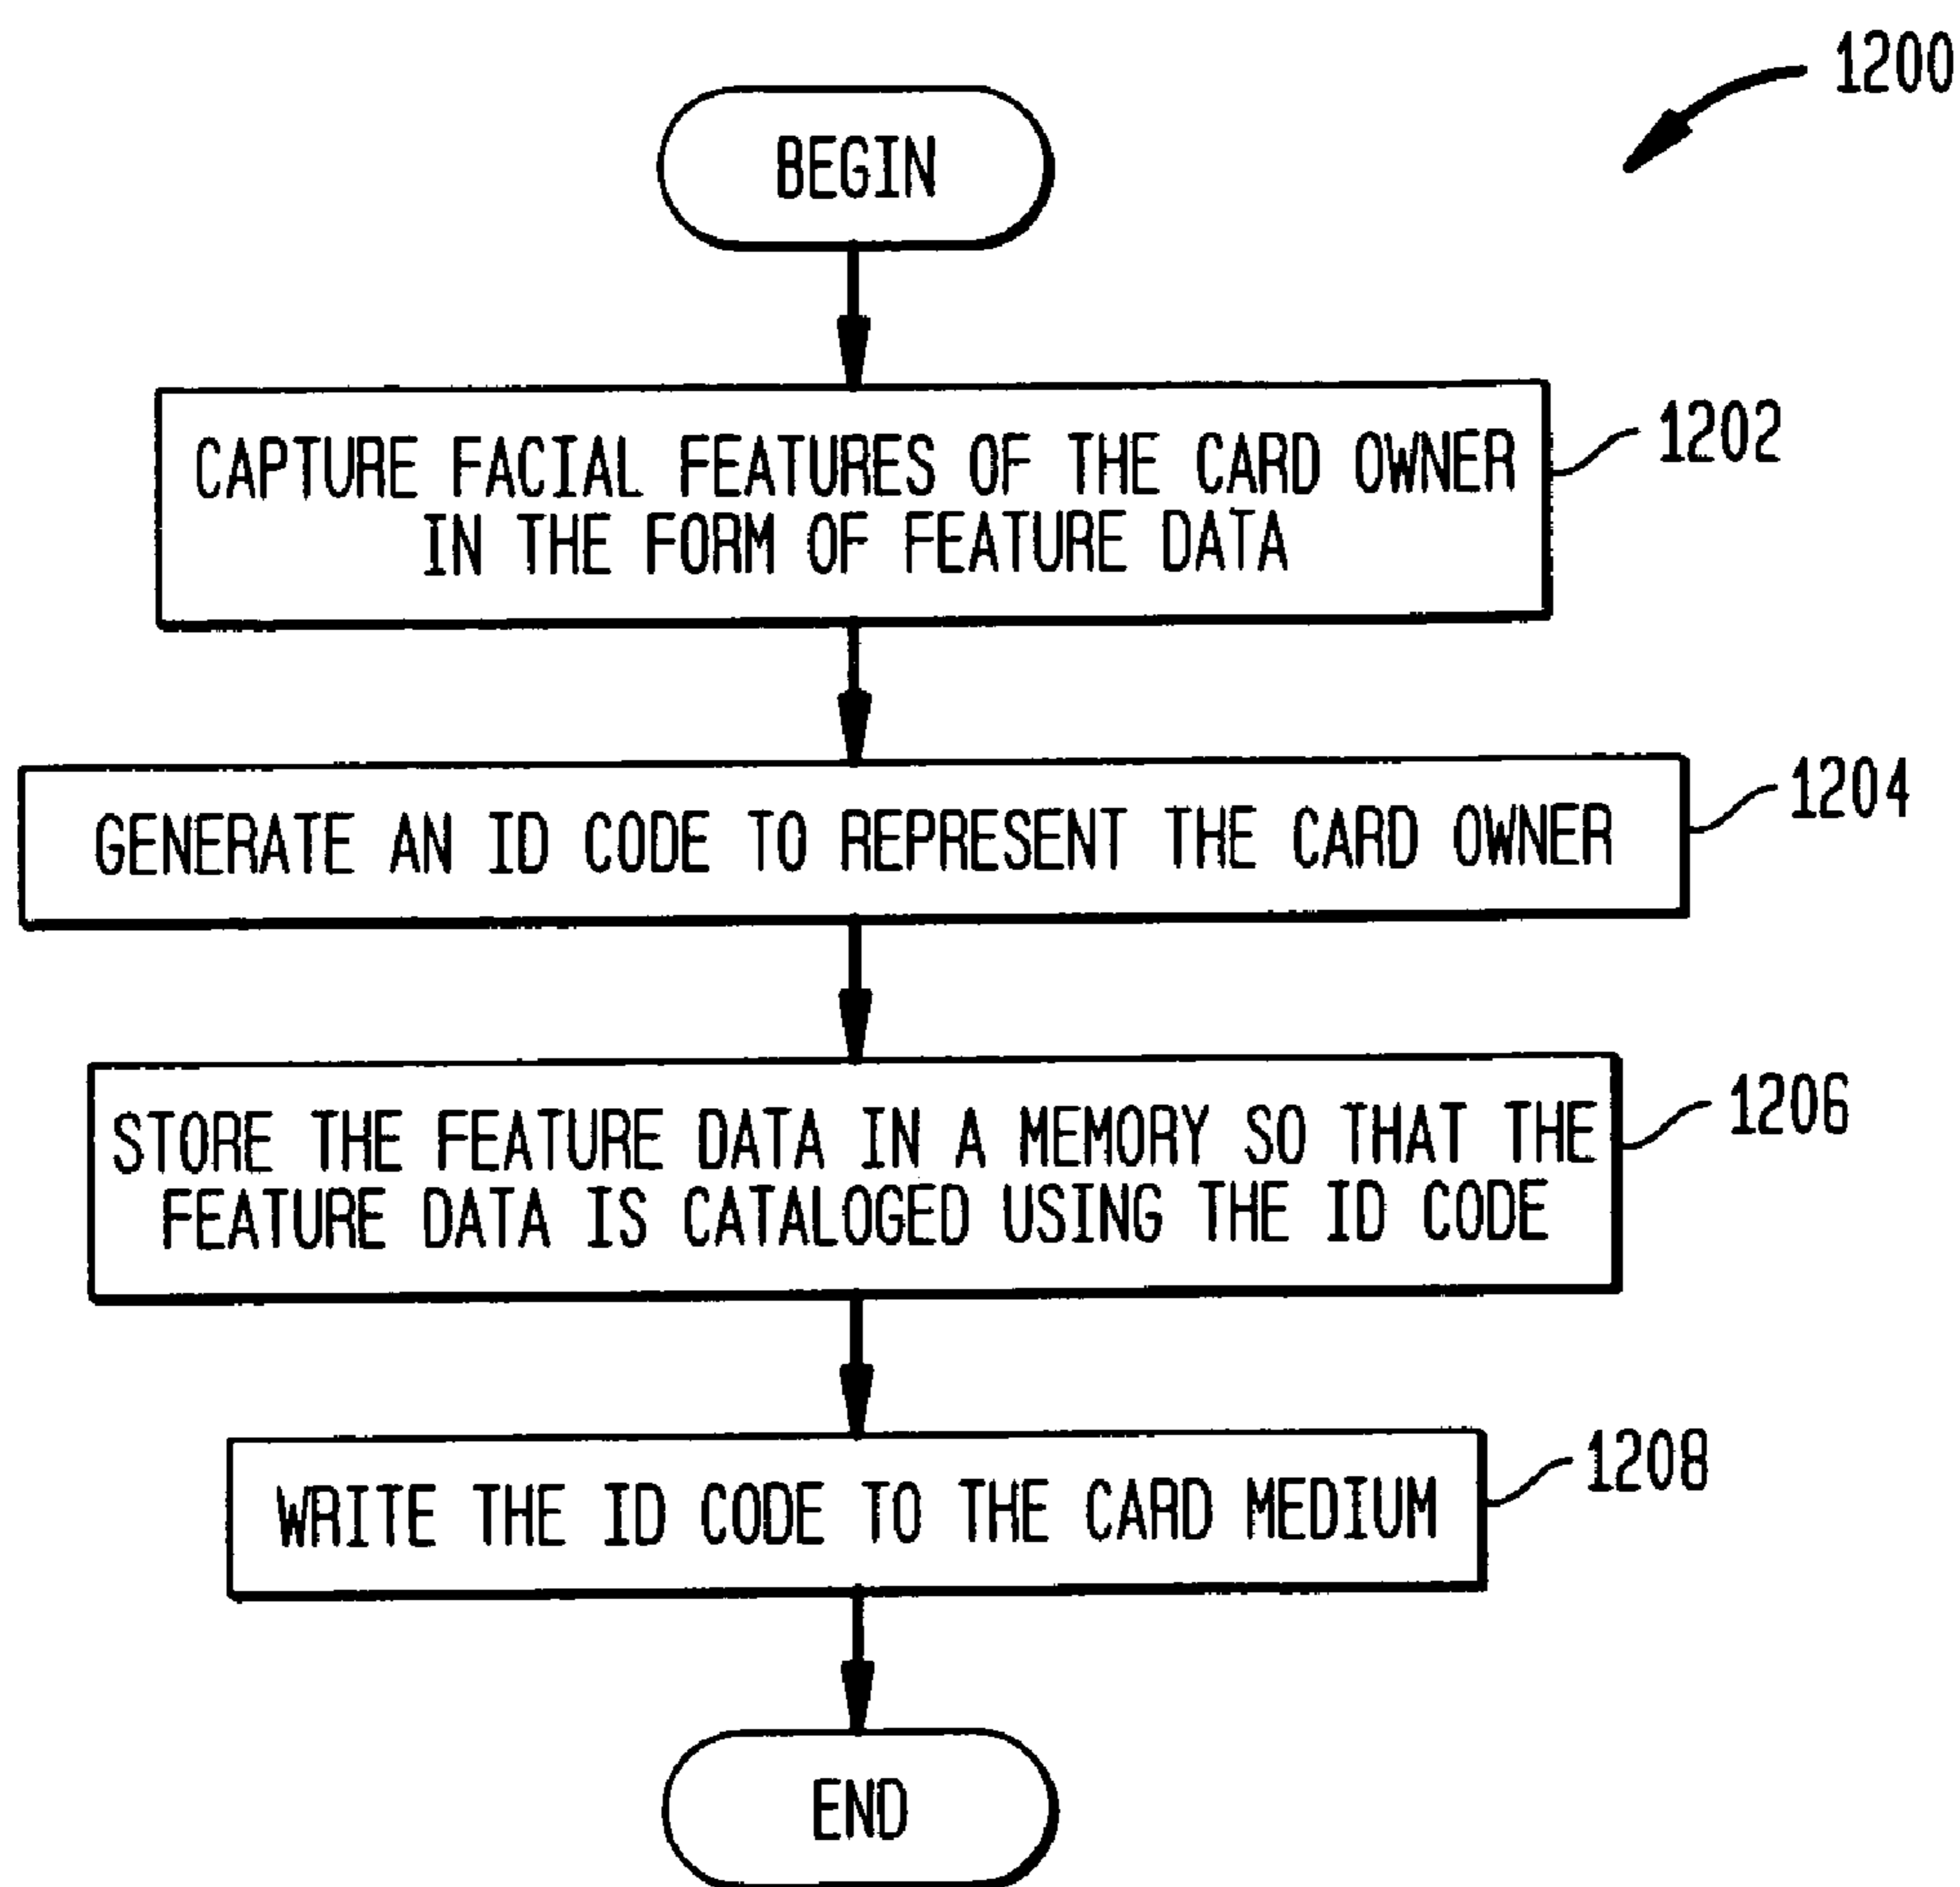 1200
BEGIN
CAPTURE FACIAL FEATURES OF THE CARD OWNER
IN THE FORM OF FEATURE DATA
1202
GENERATE AN ID CODE TO REPRESENT THE CARD OWNER
1204
STORE THE FEATURE DATA IN A MEMORY SO THAT THE
FEATURE DATA IS CATALOGED USING THE ID CODE
1206
WRITE THE ID CODE TO THE CARD MEDIUM
1208
END